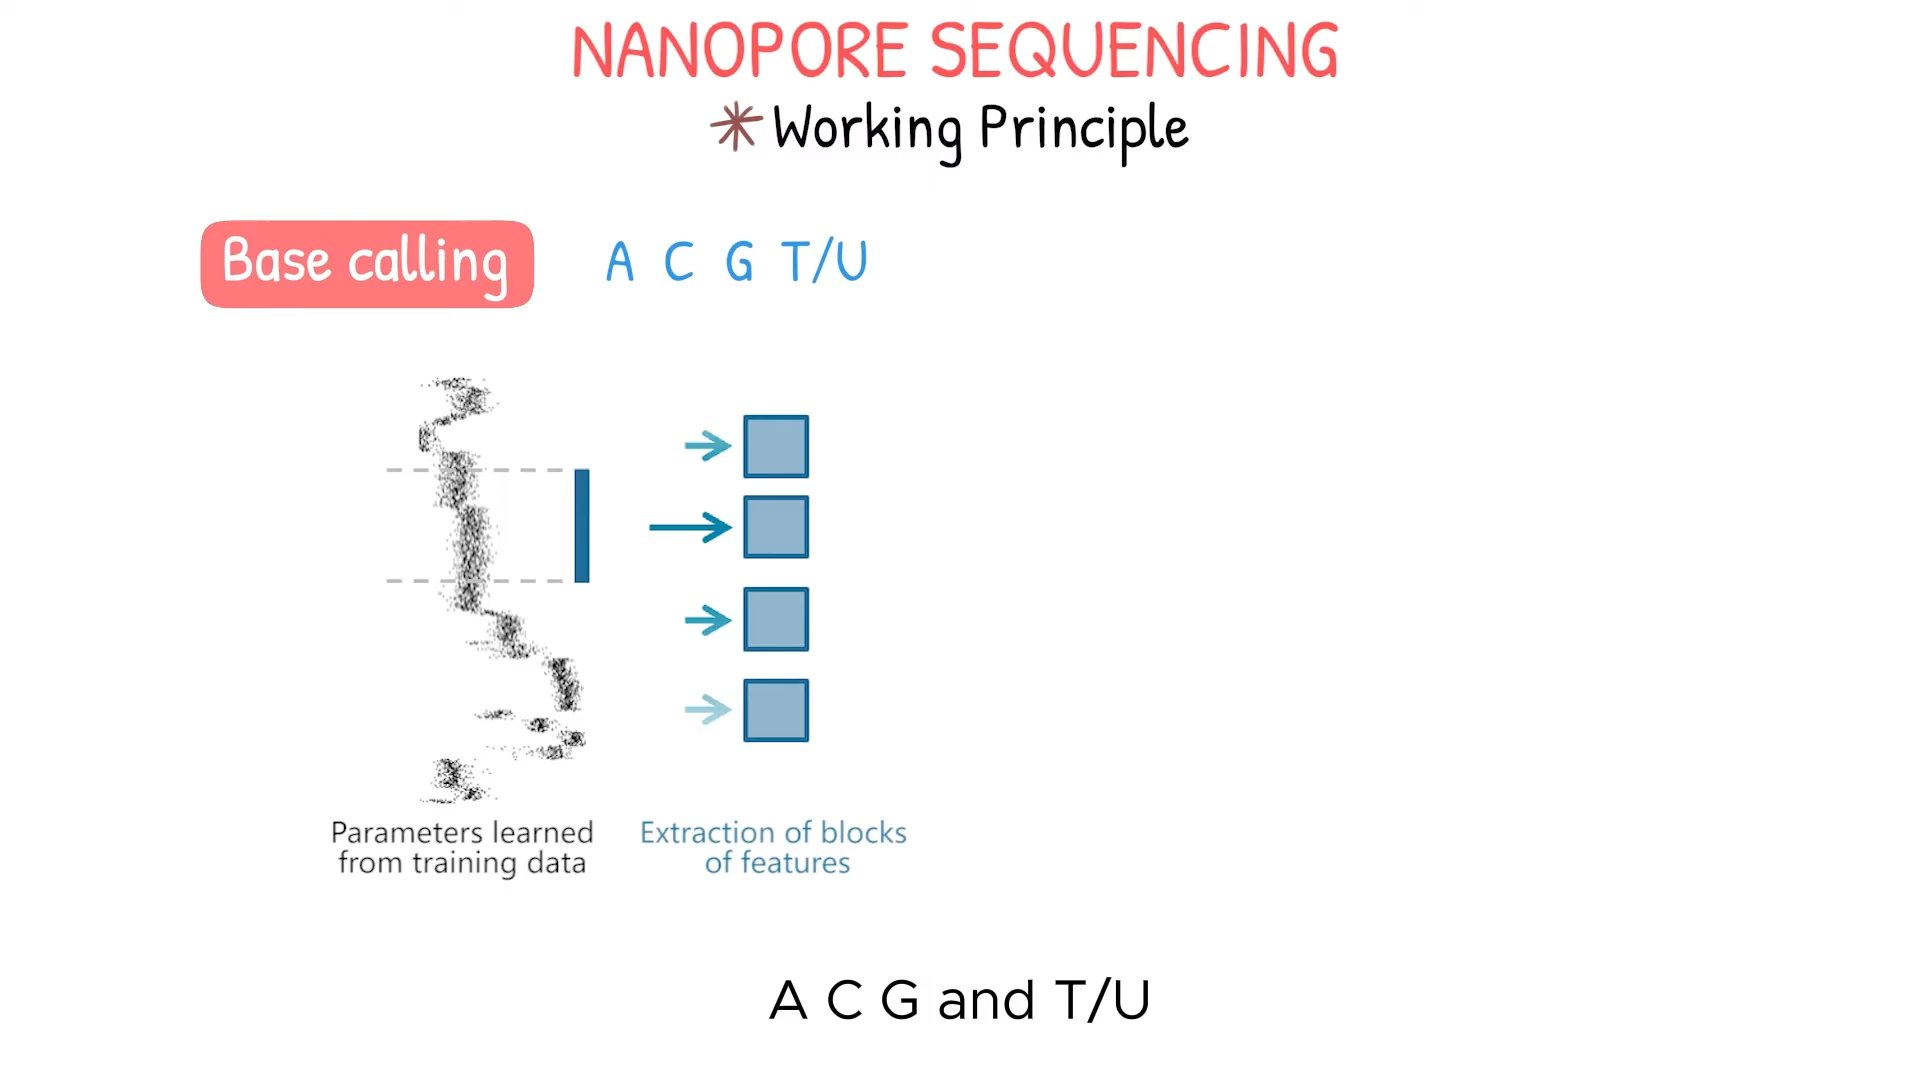 NANOPORE SEQUENCING
Working Principle
Base calling
A C G T/U
Parameters learned
from training data
Extraction of blocks
of features
A C G and T/U